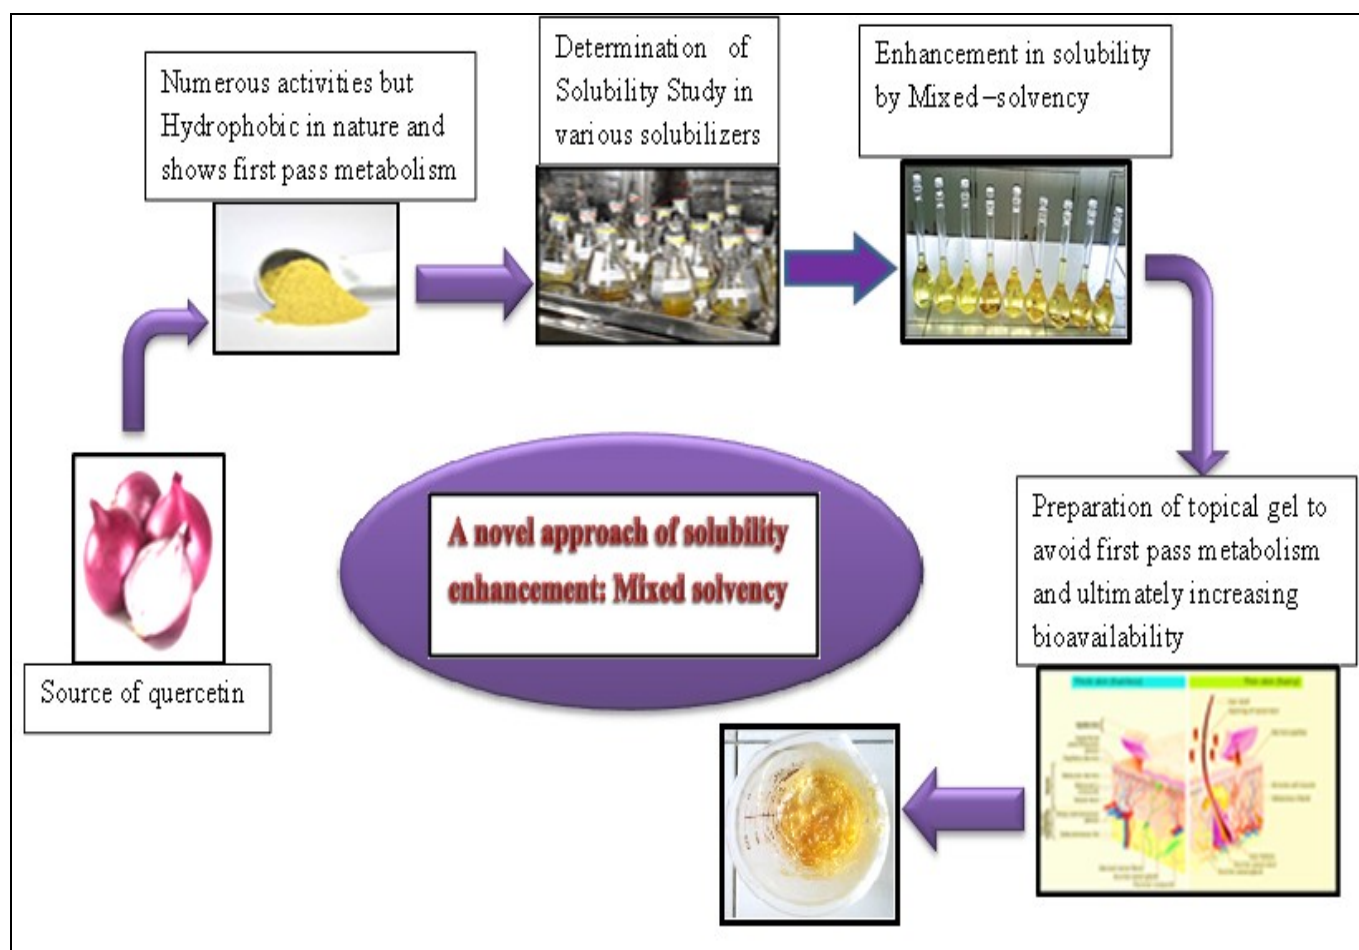 Numerous activities but
Hydrophobic in nature and
shows first pass metabolism
Determination of
Solubility Study in
various solubilizers
Enhancement in solubility
by Mixed–solvency
Source of quercetin
A novel approach of solubility
enhancement: Mixed solvency
Preparation of topical gel to
avoid first pass metabolism
and ultimately increasing
bioavailability